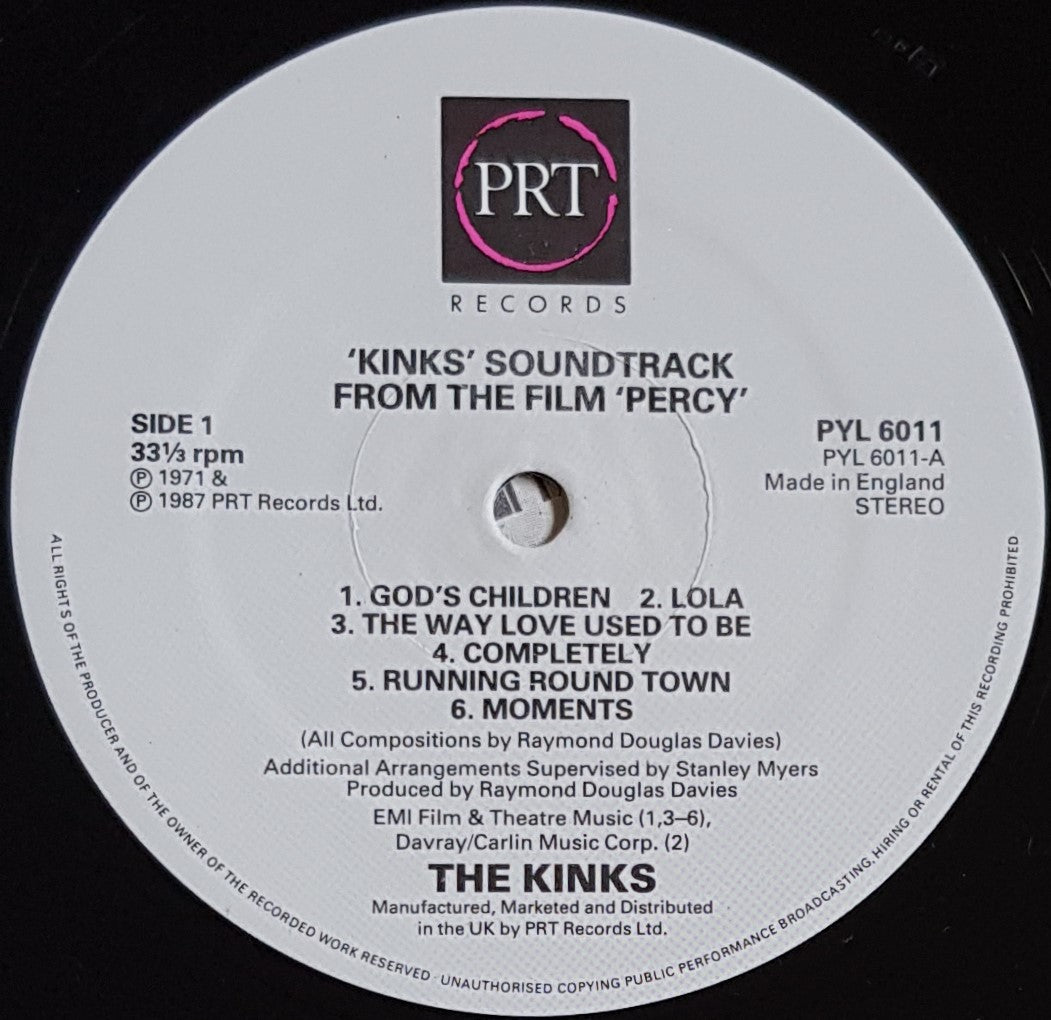 PRT
RECORDS
'KINKS' SOUNDTRACK
FROM THE FILM 'PERCY'
SIDE 1
33⅓ rpm
Ⓟ 1971 &
Ⓟ 1987 PRT Records Ltd.
PYL 6011
PYL 6011-A
Made in England
STEREO
1. GOD'S CHILDREN 2. LOLA
3. THE WAY LOVE USED TO BE
4. COMPLETELY
5. RUNNING ROUND TOWN
6. MOMENTS
(All Compositions by Raymond Douglas Davies)
Additional Arrangements Supervised by Stanley Myers
Produced by Raymond Douglas Davies
EMI Film & Theatre Music (1,3–6),
Davray/Carlin Music Corp. (2)
THE KINKS
Manufactured, Marketed and Distributed
in the UK by PRT Records Ltd.
ALL RIGHTS OF THE PRODUCER AND OF THE OWNER OF THE RECORDED WORK RESERVED · UNAUTHORISED COPYING PUBLIC PERFORMANCE BROADCASTING, HIRING OR RENTAL OF THIS RECORDING PROHIBITED